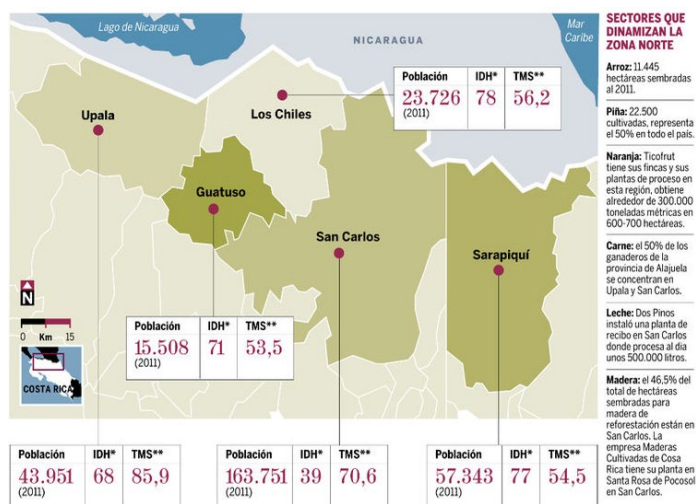 Lago de Nicaragua
NICARAGUA
Mar
Caribe
Upala
Los Chiles
Guatuso
San Carlos
Sarapiquí
Población IDH* TMS**
23.726 78 56,2
(2011)
Población IDH* TMS**
15.508 71 53,5
(2011)
N
0 Km 15
COSTA RICA
Población IDH* TMS**
43.951 68 85,9
(2011)
Población IDH* TMS**
163.751 39 70,6
(2011)
Población IDH* TMS**
57.343 77 54,5
(2011)
SECTORES QUE
DINAMIZAN LA
ZONA NORTE
Arroz: 11.445
hectáreas sembradas
al 2011.
Piña: 22.500
cultivadas, representa
el 50% en todo el país.
Naranja: Ticofrut
tiene sus fincas y sus
plantas de proceso en
esta región, obtiene
alrededor de 300.000
toneladas métricas en
600-700 hectáreas.
Carne: el 50% de los
ganaderos de la
provincia de Alajuela
se concentran en
Upala y San Carlos.
Leche: Dos Pinos
instaló una planta de
recibo en San Carlos
donde procesa al día
unos 500.000 litros.
Madera: el 46,5% del
total de hectáreas
sembradas para
madera de
reforestación están en
San Carlos. La
empresa Maderas
Cultivadas de Cosa
Rica tiene su planta en
Santa Rosa de Pocosol
en San Carlos.